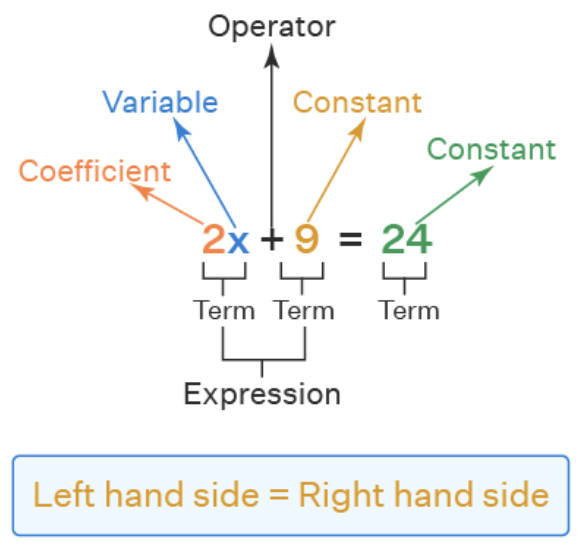 Operator
Variable
Constant
Constant
Coefficient
2x + 9 = 24
Term
Term
Term
Expression
Left hand side = Right hand side